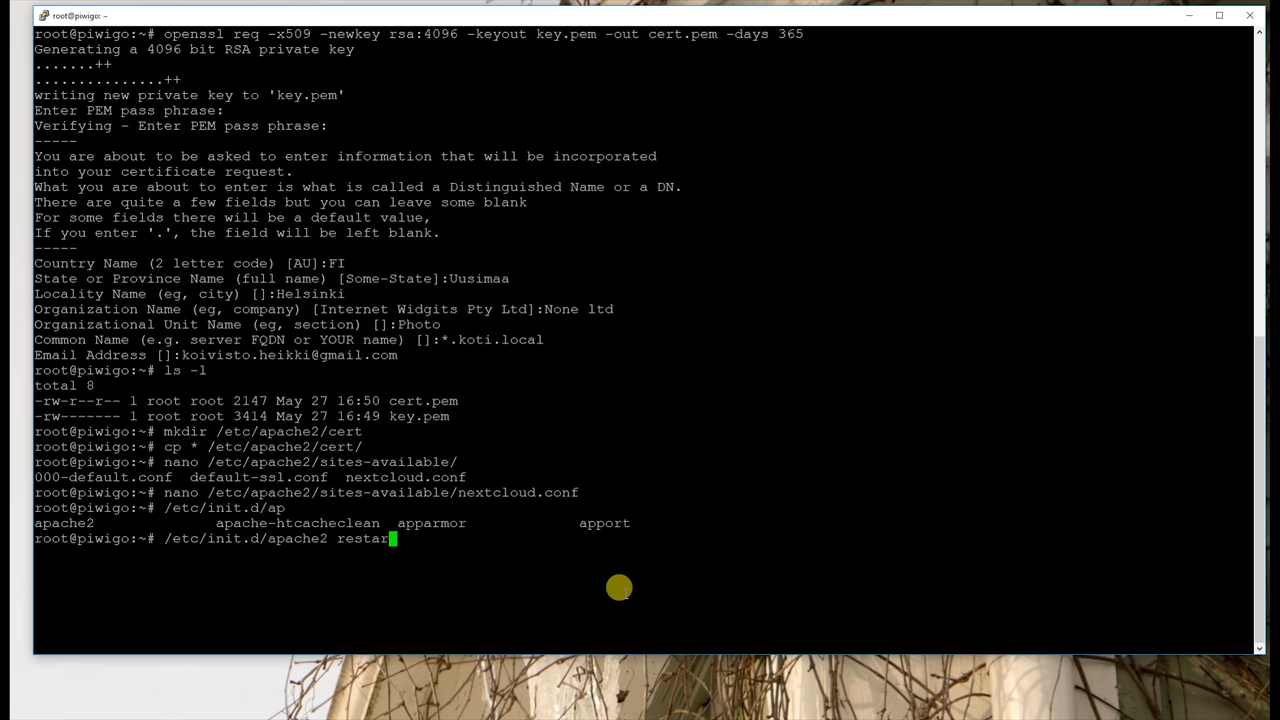 root@piwigo: ~
root@piwigo:~# openssl req -x509 -newkey rsa:4096 -keyout key.pem -out cert.pem -days 365
Generating a 4096 bit RSA private key
.......++
...............++
writing new private key to 'key.pem'
Enter PEM pass phrase:
Verifying - Enter PEM pass phrase:
-----
You are about to be asked to enter information that will be incorporated
into your certificate request.
What you are about to enter is what is called a Distinguished Name or a DN.
There are quite a few fields but you can leave some blank
For some fields there will be a default value,
If you enter '.', the field will be left blank.
-----
Country Name (2 letter code) [AU]:FI
State or Province Name (full name) [Some-State]:Uusimaa
Locality Name (eg, city) []:Helsinki
Organization Name (eg, company) [Internet Widgits Pty Ltd]:None ltd
Organizational Unit Name (eg, section) []:Photo
Common Name (e.g. server FQDN or YOUR name) []:*.koti.local
Email Address []:koivisto.heikki@gmail.com
root@piwigo:~# ls -l
total 8
-rw-r--r-- 1 root root 2147 May 27 16:50 cert.pem
-rw------- 1 root root 3414 May 27 16:49 key.pem
root@piwigo:~# mkdir /etc/apache2/cert
root@piwigo:~# cp * /etc/apache2/cert/
root@piwigo:~# nano /etc/apache2/sites-available/
000-default.conf  default-ssl.conf  nextcloud.conf
root@piwigo:~# nano /etc/apache2/sites-available/nextcloud.conf
root@piwigo:~# /etc/init.d/ap
apache2  apache-htcacheclean  apparmor  apport
root@piwigo:~# /etc/init.d/apache2 restar